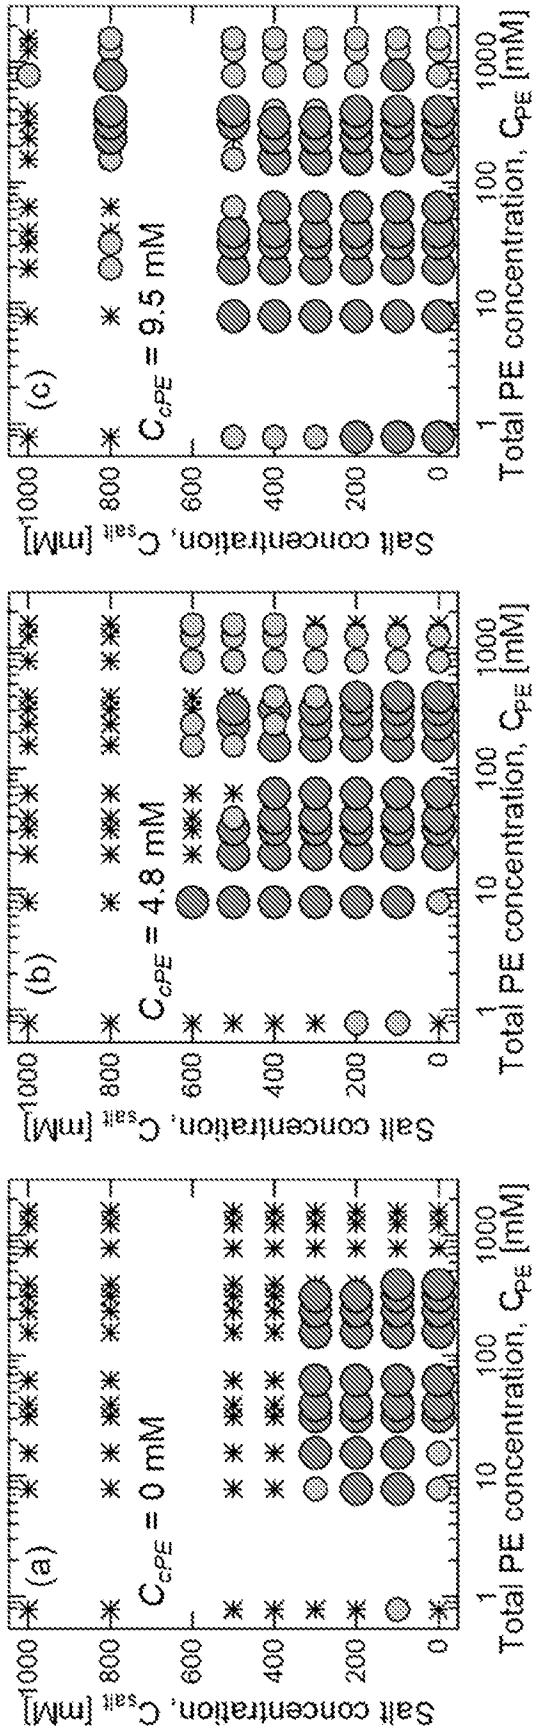 (a)
C_cPE = 0 mM
1000
800
600
400
200
0
Salt concentration, C_salt [mM]
1 10 100 1000
Total PE concentration, C_PE [mM]
(b)
C_cPE = 4.8 mM
1000
800
600
400
200
0
Salt concentration, C_salt [mM]
1 10 100 1000
Total PE concentration, C_PE [mM]
(c)
C_cPE = 9.5 mM
1000
800
600
400
200
0
Salt concentration, C_salt [mM]
1 10 100 1000
Total PE concentration, C_PE [mM]